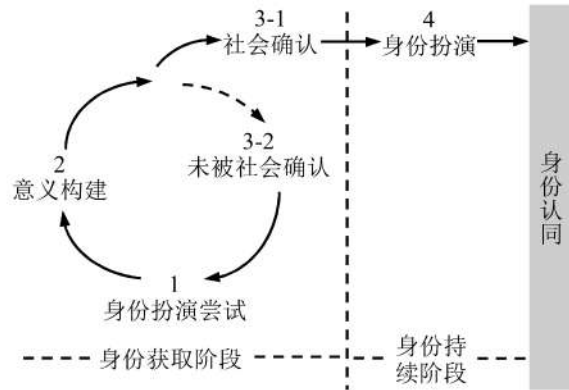 3-1
社会确认
4
身份扮演
3-2
未被社会确认
2
意义构建
1
身份扮演尝试
身份认同
身份获取阶段
身份持
续阶段